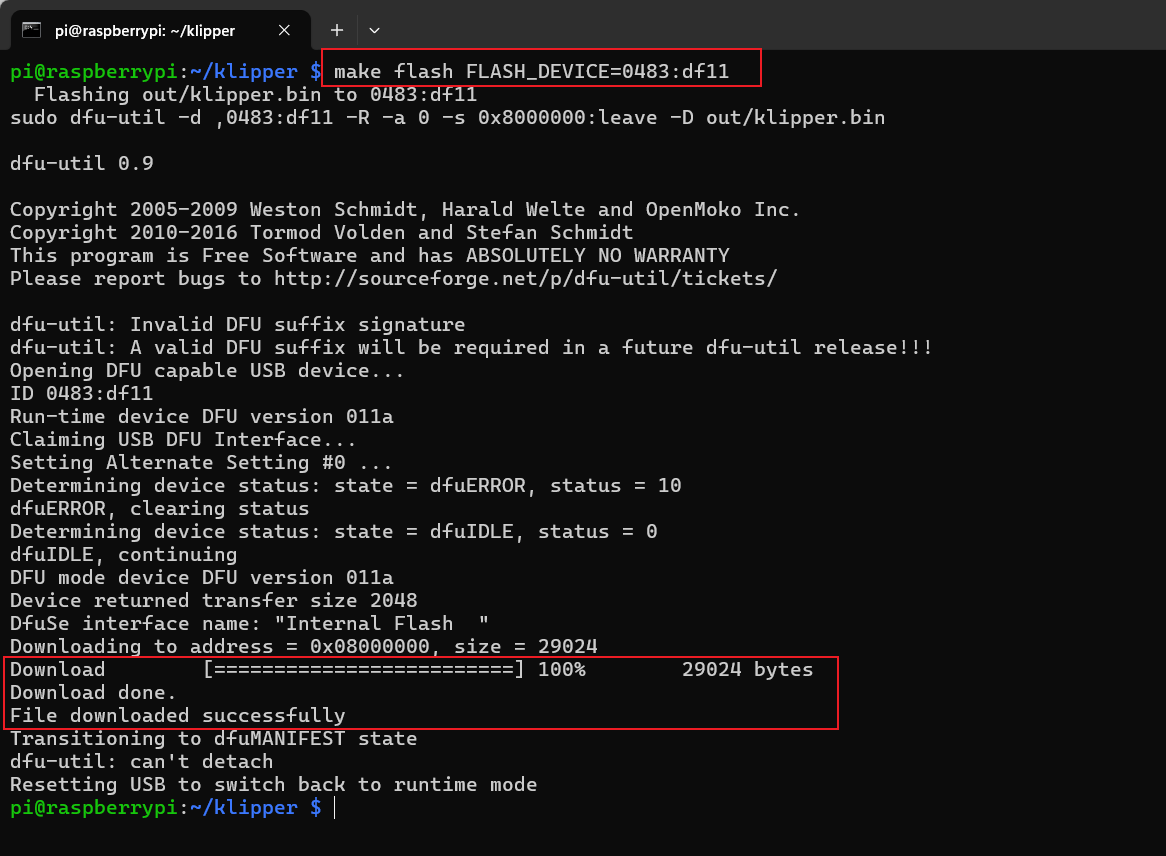 pi@raspberrypi: ~/klipper
pi@raspberrypi:~/klipper $ make flash FLASH_DEVICE=0483:df11
  Flashing out/klipper.bin to 0483:df11
sudo dfu-util -d ,0483:df11 -R -a 0 -s 0x8000000:leave -D out/klipper.bin

dfu-util 0.9

Copyright 2005-2009 Weston Schmidt, Harald Welte and OpenMoko Inc.
Copyright 2010-2016 Tormod Volden and Stefan Schmidt
This program is Free Software and has ABSOLUTELY NO WARRANTY
Please report bugs to http://sourceforge.net/p/dfu-util/tickets/

dfu-util: Invalid DFU suffix signature
dfu-util: A valid DFU suffix will be required in a future dfu-util release!!!
Opening DFU capable USB device...
ID 0483:df11
Run-time device DFU version 011a
Claiming USB DFU Interface...
Setting Alternate Setting #0 ...
Determining device status: state = dfuERROR, status = 10
dfuERROR, clearing status
Determining device status: state = dfuIDLE, status = 0
dfuIDLE, continuing
DFU mode device DFU version 011a
Device returned transfer size 2048
DfuSe interface name: "Internal Flash  "
Downloading to address = 0x08000000, size = 29024
Download        [=========================] 100%        29024 bytes
Download done.
File downloaded successfully
Transitioning to dfuMANIFEST state
dfu-util: can't detach
Resetting USB to switch back to runtime mode
pi@raspberrypi:~/klipper $